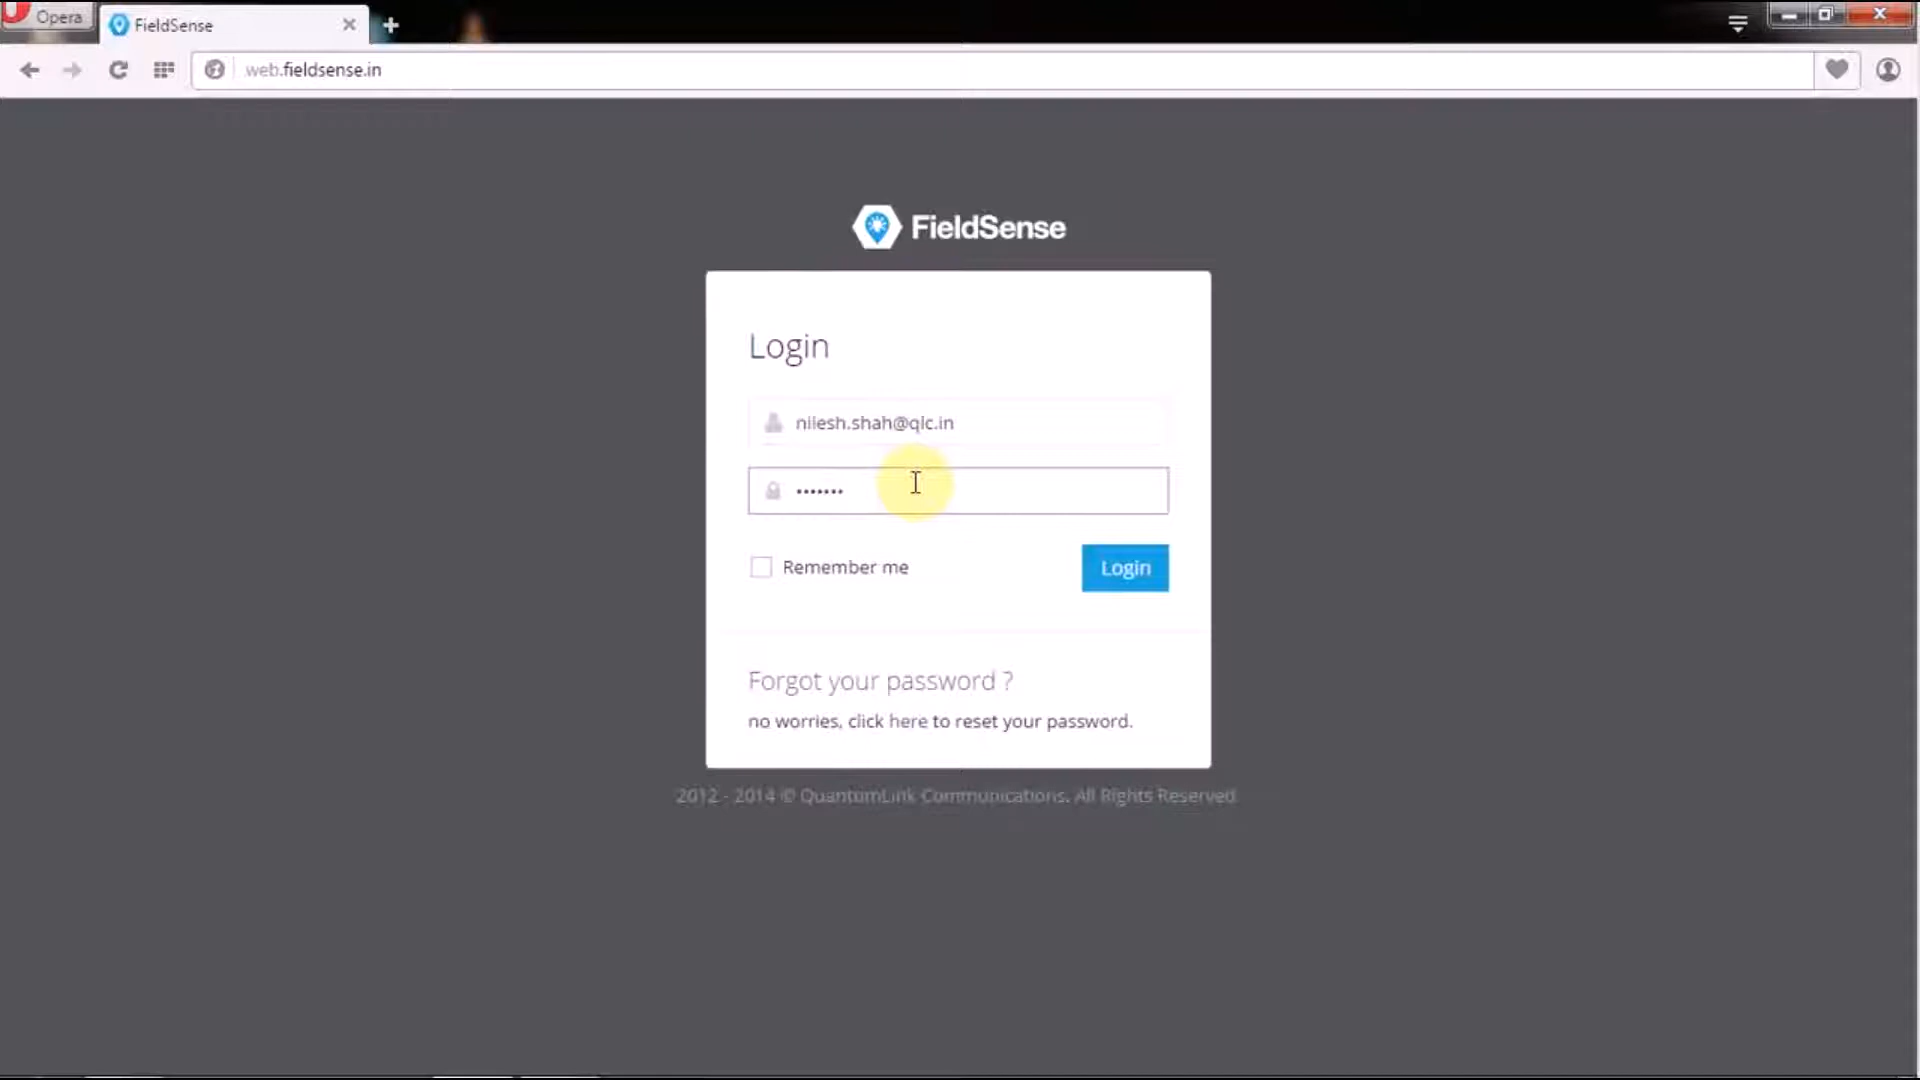 Opera
FieldSense
web.fieldsense.in
FieldSense
Login
nilesh.shah@qlc.in
•••••••
Remember me
Login
Forgot your password ?
no worries, click here to reset your password.
2012 - 2014 © QuantumLink Communications. All Rights Reserved.